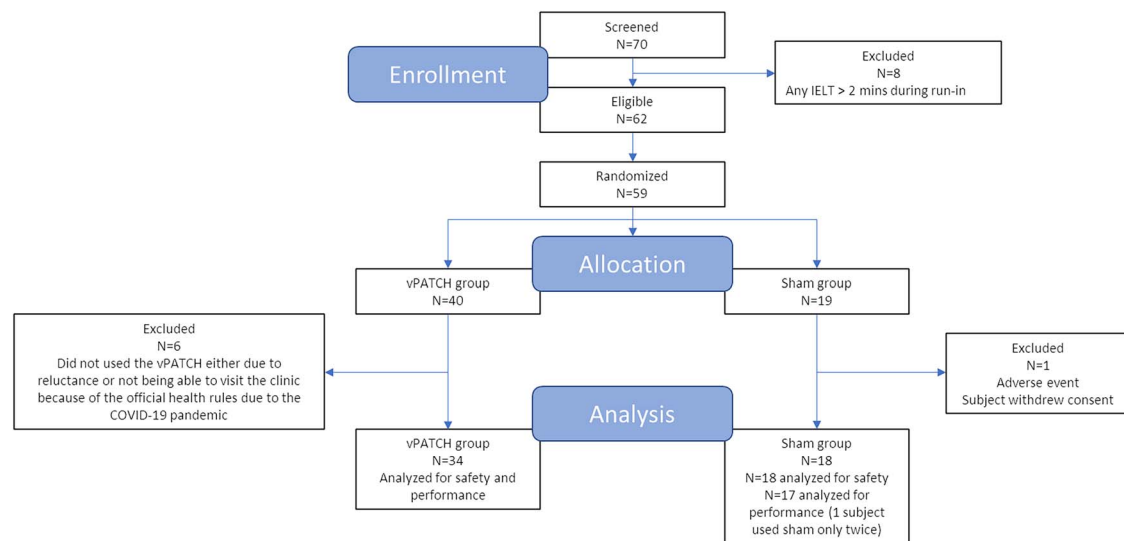 Screened
N=70
Enrollment
Excluded
N=8
Any IELT > 2 mins during run-in
Eligible
N=62
Randomized
N=59
Allocation
vPATCH group
N=40
Sham group
N=19
Excluded
N=6
Did not used the vPATCH either due to
reluctance or not being able to visit the clinic
because of the official health rules due to the
COVID-19 pandemic
Excluded
N=1
Adverse event
Subject withdrew consent
Analysis
vPATCH group
N=34
Analyzed for safety and
performance
Sham group
N=18
N=18 analyzed for safety
N=17 analyzed for
performance (1 subject
used sham only twice)